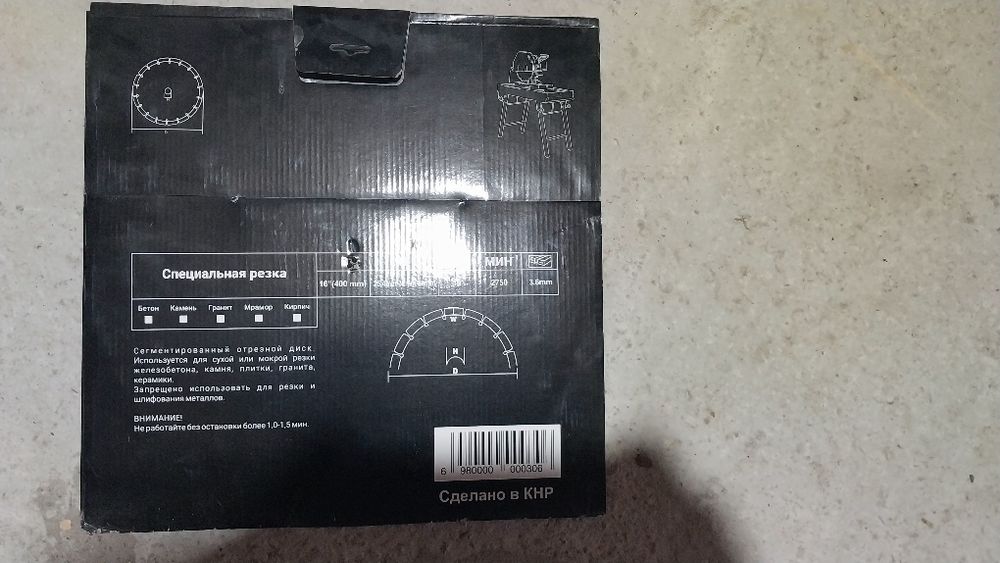 Специальная резка
МИН
16"(400 mm) 2750 3.6mm
Бетон Камень Гранит Мрамор Кирпич
Сегментированный отрезной диск.
Используется для сухой или мокрой резки
железобетона, камня, плитки, гранита,
керамики.
Запрещено использовать для резки и
шлифования металлов.
ВНИМАНИЕ!
Не работайте без остановки более 1,0-1,5 мин.
W
H
D
6 980000 000306
Сделано в КНР